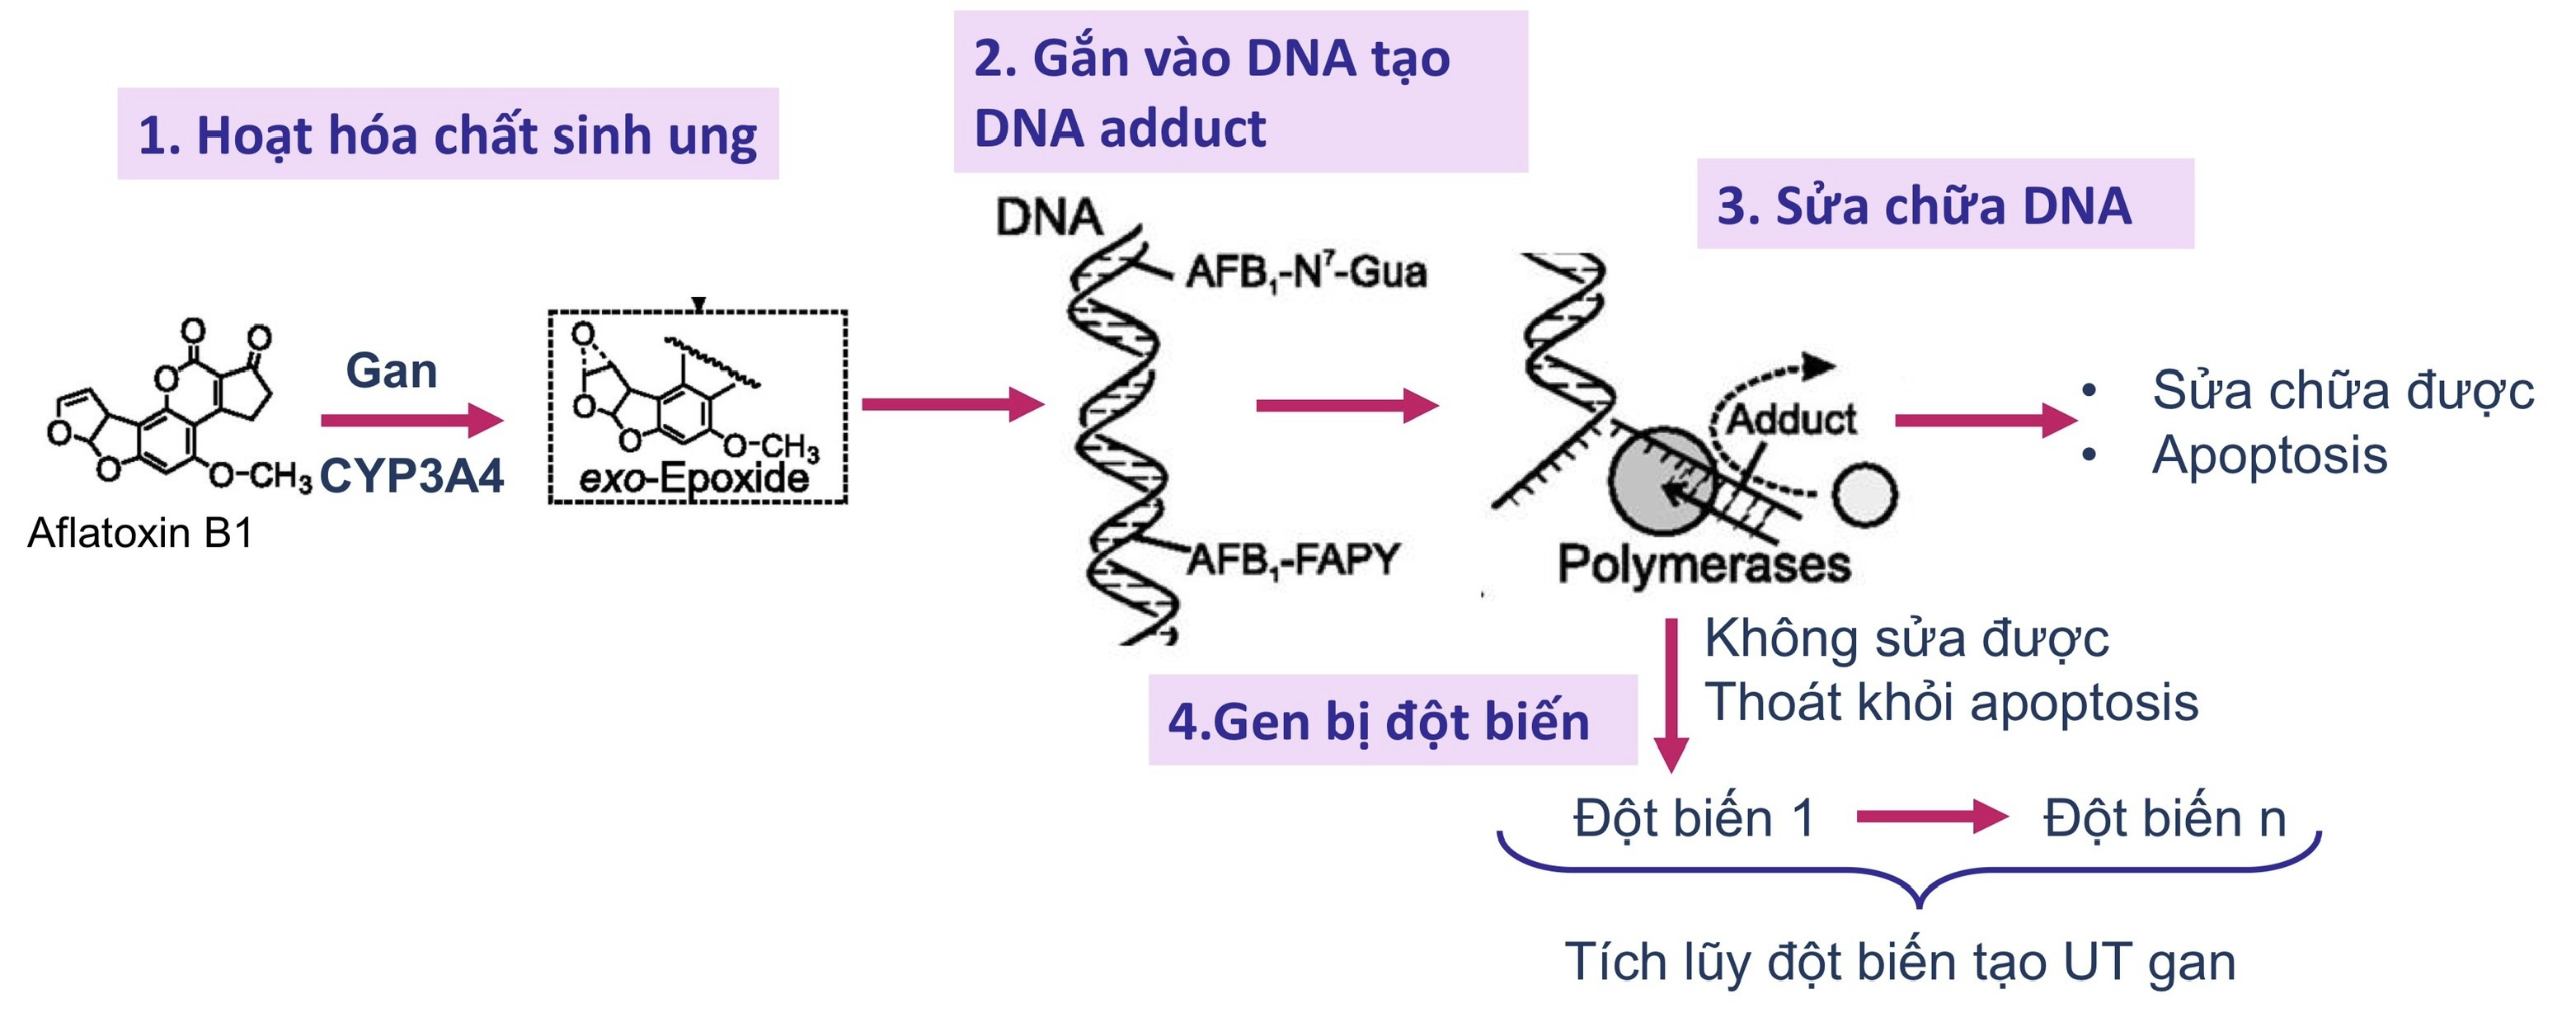 1. Hoạt hóa chất sinh ung
2. Gắn vào DNA tạo
DNA adduct
3. Sửa chữa DNA
O
O
O
O
O
O-CH₃
Aflatoxin B1
Gan
CYP3A4
O
O
O
O-CH₃
exo-Epoxide
DNA
AFB₁-N⁷-Gua
AFB₁-FAPY
Adduct
Polymerases
• Sửa chữa được
• Apoptosis
Không sửa được
Thoát khỏi apoptosis
4.Gen bị đột biến
Đột biến 1
Đột biến n
Tích lũy đột biến tạo UT gan